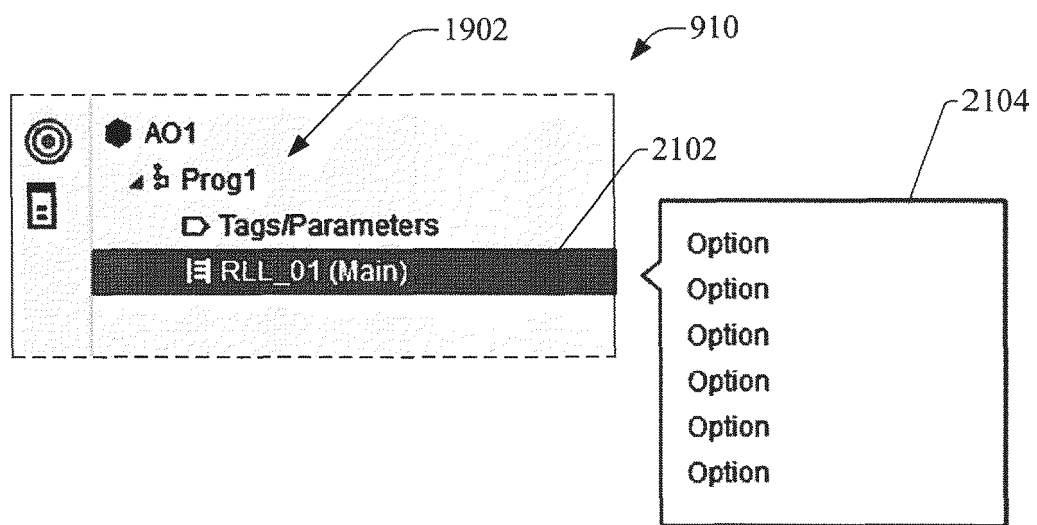 1902
910
2104
AO1
2102
Prog1
Tags/Parameters
RLL_01 (Main)
Option
Option
Option
Option
Option
Option